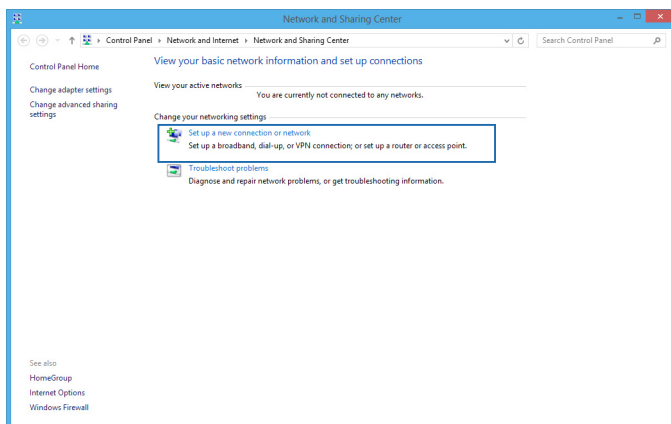 Network and Sharing Center
Control Panel Network and Internet Network and Sharing Center
Search Control Panel
Control Panel Home
Change adapter settings
Change advanced sharing
settings
View your basic network information and set up connections
View your active networks
You are currently not connected to any networks.
Change your networking settings
Set up a new connection or network
Set up a broadband, dial-up, or VPN connection; or set up a router or access point.
Troubleshoot problems
Diagnose and repair network problems, or get troubleshooting information.
See also
HomeGroup
Internet Options
Windows Firewall